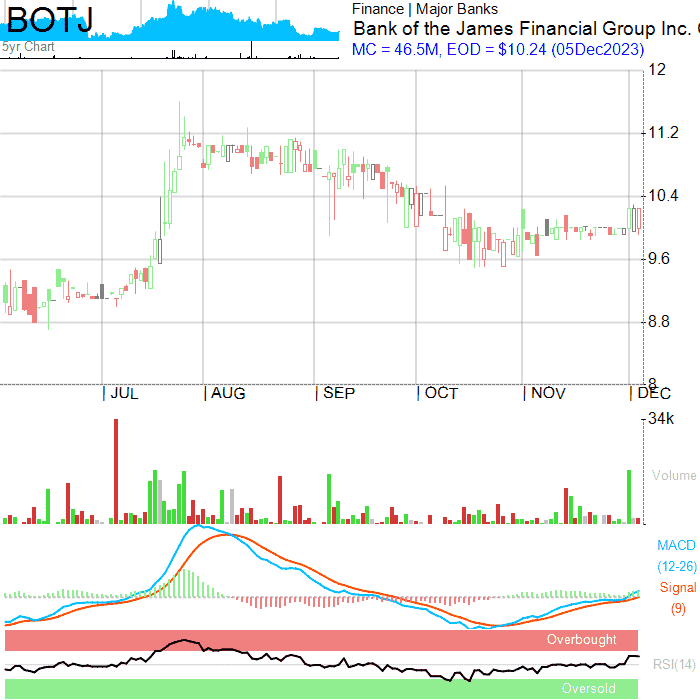 BOTJ
5yr Chart
Finance | Major Banks
Bank of the James Financial Group Inc. (
MC = 46.5M, EOD = $10.24 (05Dec2023)
12
11.2
10.4
9.6
8.8
8
| JUL | AUG | SEP | OCT | NOV | DEC
34k
Volume
MACD
(12-26)
Signal
(9)
Overbought
RSI(14)
Oversold